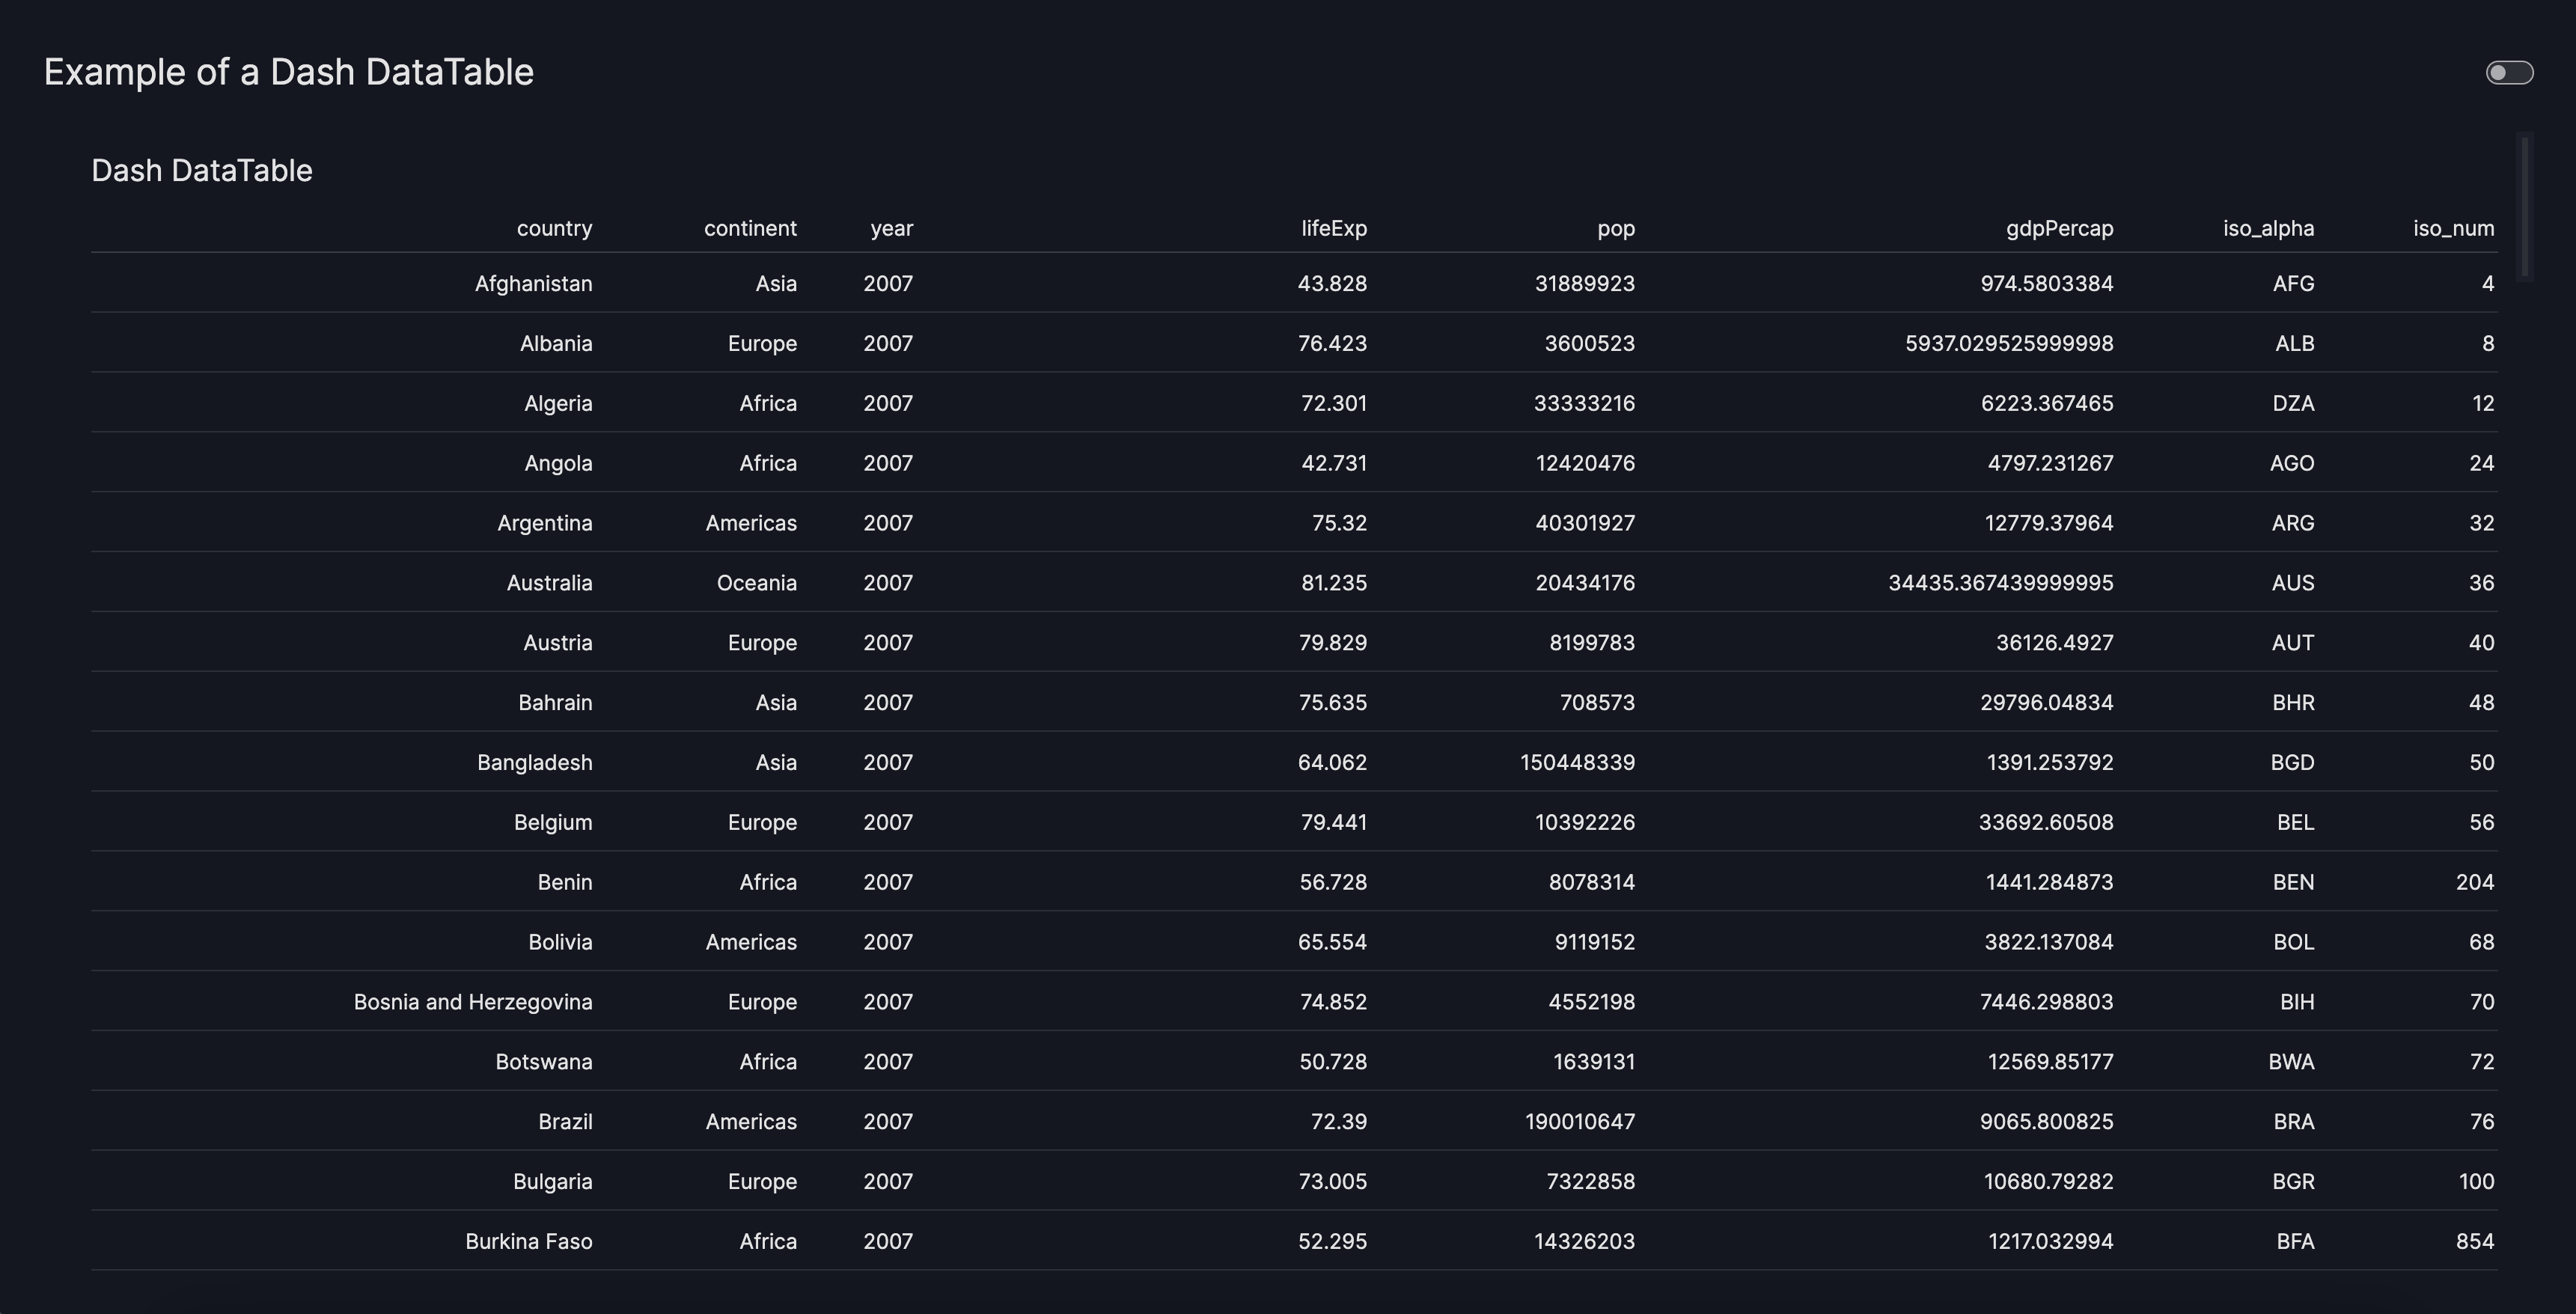 Example of a Dash DataTable
Dash DataTable
country continent year lifeExp pop gdpPercap iso_alpha iso_num
Afghanistan Asia 2007 43.828 31889923 974.5803384 AFG 4
Albania Europe 2007 76.423 3600523 5937.029525999998 ALB 8
Algeria Africa 2007 72.301 33333216 6223.367465 DZA 12
Angola Africa 2007 42.731 12420476 4797.231267 AGO 24
Argentina Americas 2007 75.32 40301927 12779.37964 ARG 32
Australia Oceania 2007 81.235 20434176 34435.367439999995 AUS 36
Austria Europe 2007 79.829 8199783 36126.4927 AUT 40
Bahrain Asia 2007 75.635 708573 29796.04834 BHR 48
Bangladesh Asia 2007 64.062 150448339 1391.253792 BGD 50
Belgium Europe 2007 79.441 10392226 33692.60508 BEL 56
Benin Africa 2007 56.728 8078314 1441.284873 BEN 204
Bolivia Americas 2007 65.554 9119152 3822.137084 BOL 68
Bosnia and Herzegovina Europe 2007 74.852 4552198 7446.298803 BIH 70
Botswana Africa 2007 50.728 1639131 12569.85177 BWA 72
Brazil Americas 2007 72.39 190010647 9065.800825 BRA 76
Bulgaria Europe 2007 73.005 7322858 10680.79282 BGR 100
Burkina Faso Africa 2007 52.295 14326203 1217.032994 BFA 854